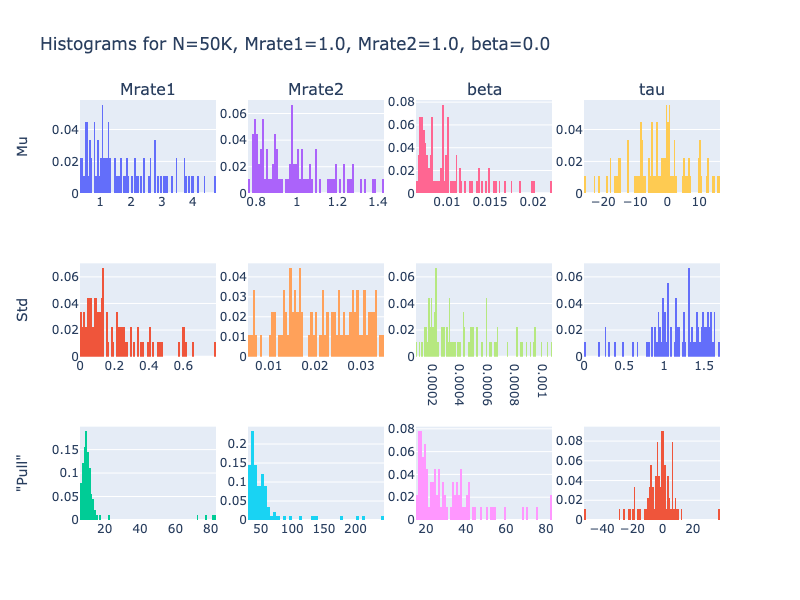 Histograms for N=50K, Mrate1=1.0, Mrate2=1.0, beta=0.0
Mrate1 Mrate2 beta tau
Mu
0.04 0.02 0
1 2 3 4
0.06 0.04 0.02 0
0.8 1 1.2 1.4
0.08 0.06 0.04 0.02 0
0.01 0.015 0.02
0.04 0.02 0
−20 −10 0 10
Std
0.06 0.04 0.02 0
0 0.2 0.4 0.6
0.04 0.03 0.02 0.01 0
0.01 0.02 0.03
0.06 0.04 0.02 0
0.0002 0.0004 0.0006 0.0008 0.001
0.06 0.04 0.02 0
0 0.5 1 1.5
"Pull"
0.15 0.1 0.05 0
20 40 60 80
0.2 0.15 0.1 0.05 0
50 100 150 200
0.08 0.06 0.04 0.02 0
20 40 60 80
0.08 0.06 0.04 0.02 0
−40 −20 0 20